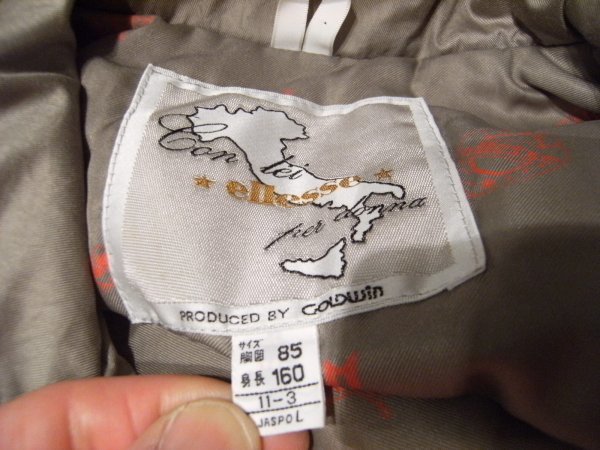 Con lei
★ ellesse ★
per donna
PRODUCED BY GOLDWIN
サイズ
胸囲 85
身長 160
11-3
JASPO L